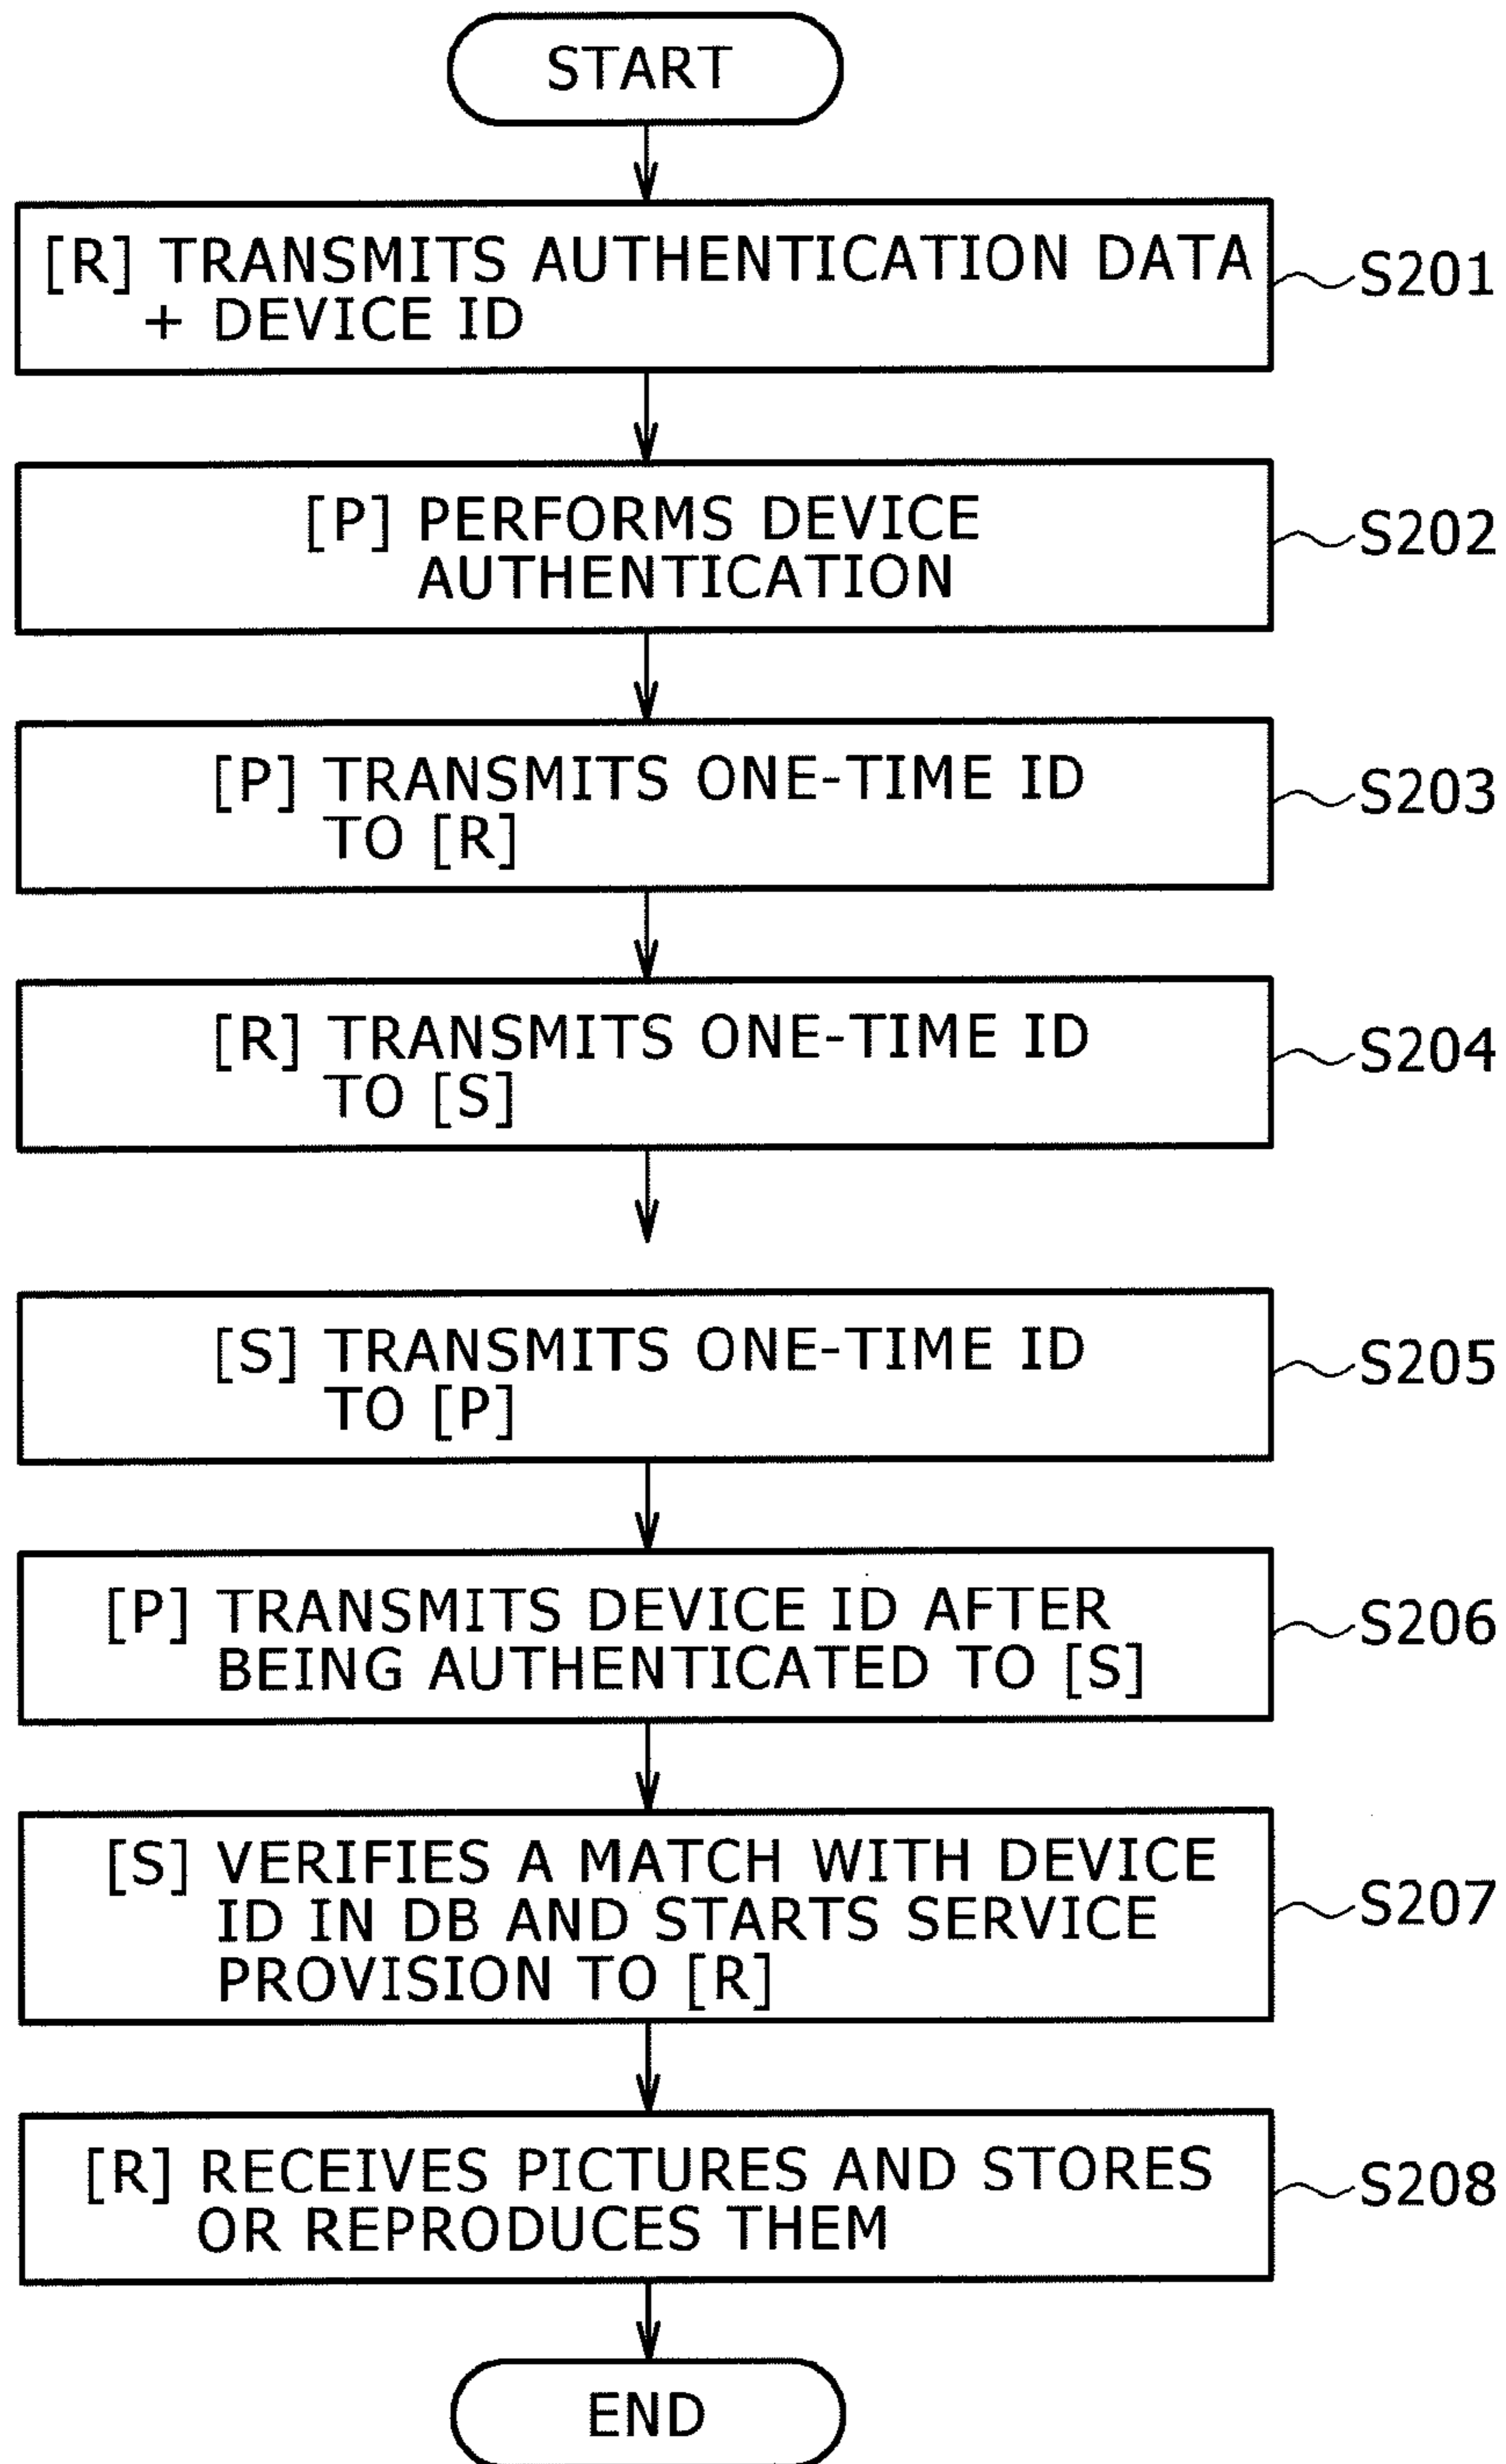 START
[R] TRANSMITS AUTHENTICATION DATA
+ DEVICE ID
S201
[P] PERFORMS DEVICE
AUTHENTICATION
S202
[P] TRANSMITS ONE-TIME ID
TO [R]
S203
[R] TRANSMITS ONE-TIME ID
TO [S]
S204
[S] TRANSMITS ONE-TIME ID
TO [P]
S205
[P] TRANSMITS DEVICE ID AFTER
BEING AUTHENTICATED TO [S]
S206
[S] VERIFIES A MATCH WITH DEVICE
ID IN DB AND STARTS SERVICE
PROVISION TO [R]
S207
[R] RECEIVES PICTURES AND STORES
OR REPRODUCES THEM
S208
END